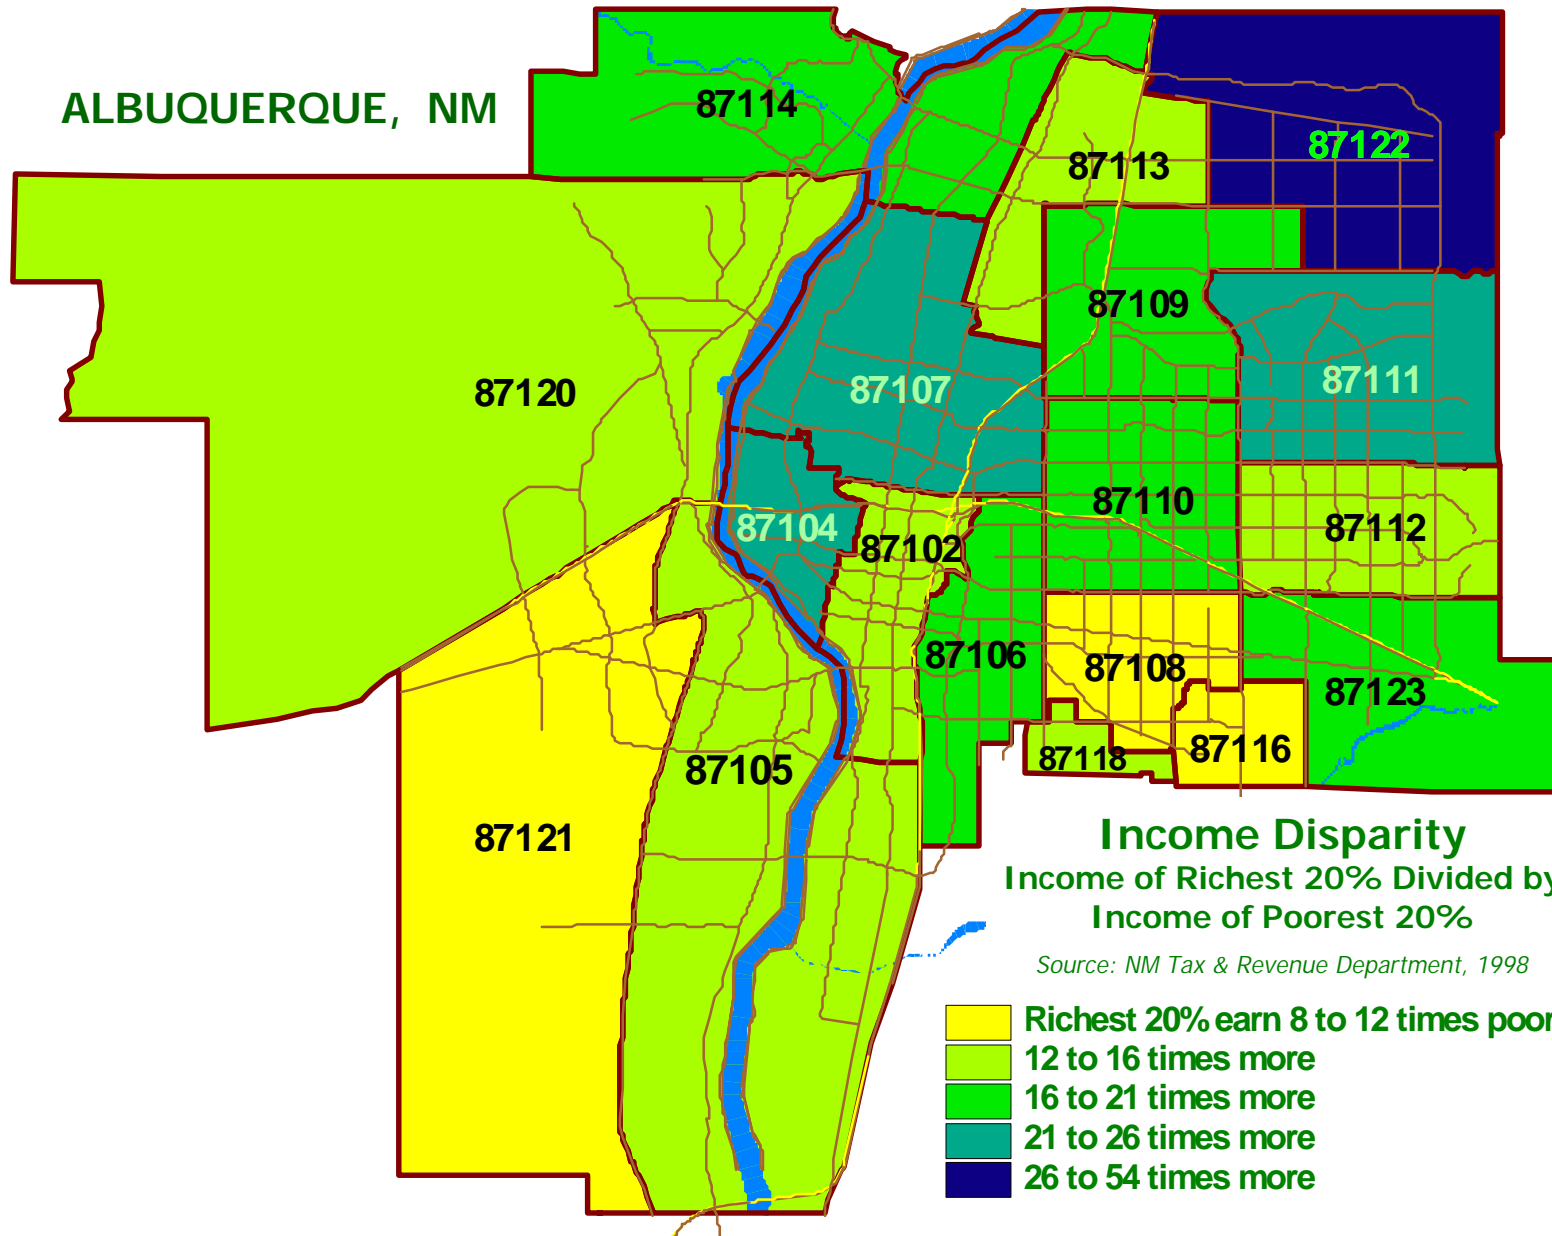 ALBUQUERQUE, NM
87114
87122
87113
87109
87120
87107
87111
87110
87104
87102
87112
87106
87108
87123
87116
87118
87105
87121
Income Disparity
Income of Richest 20% Divided by
Income of Poorest 20%
Source: NM Tax & Revenue Department, 1998
Richest 20% earn 8 to 12 times poor
12 to 16 times more
16 to 21 times more
21 to 26 times more
26 to 54 times more